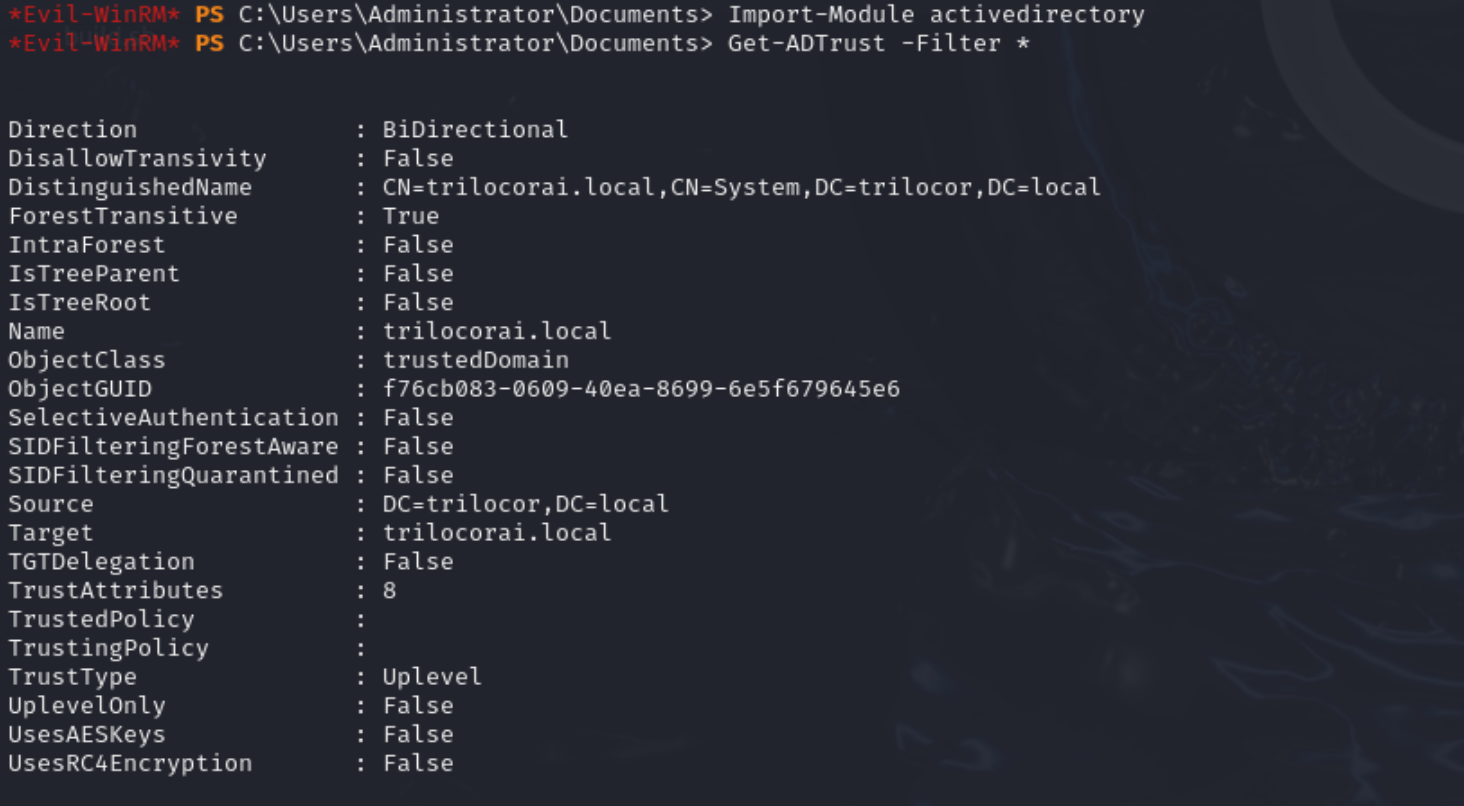 *Evil-WinRM* PS C:\Users\Administrator\Documents> Import-Module activedirectory
*Evil-WinRM* PS C:\Users\Administrator\Documents> Get-ADTrust -Filter *
Direction : BiDirectional
DisallowTransivity : False
DistinguishedName : CN=trilocorai.local,CN=System,DC=trilocor,DC=local
ForestTransitive : True
IntraForest : False
IsTreeParent : False
IsTreeRoot : False
Name : trilocorai.local
ObjectClass : trustedDomain
ObjectGUID : f76cb083-0609-40ea-8699-6e5f679645e6
SelectiveAuthentication : False
SIDFilteringForestAware : False
SIDFilteringQuarantined : False
Source : DC=trilocor,DC=local
Target : trilocorai.local
TGTDelegation : False
TrustAttributes : 8
TrustedPolicy :
TrustingPolicy :
TrustType : Uplevel
UplevelOnly : False
UsesAESKeys : False
UsesRC4Encryption : False